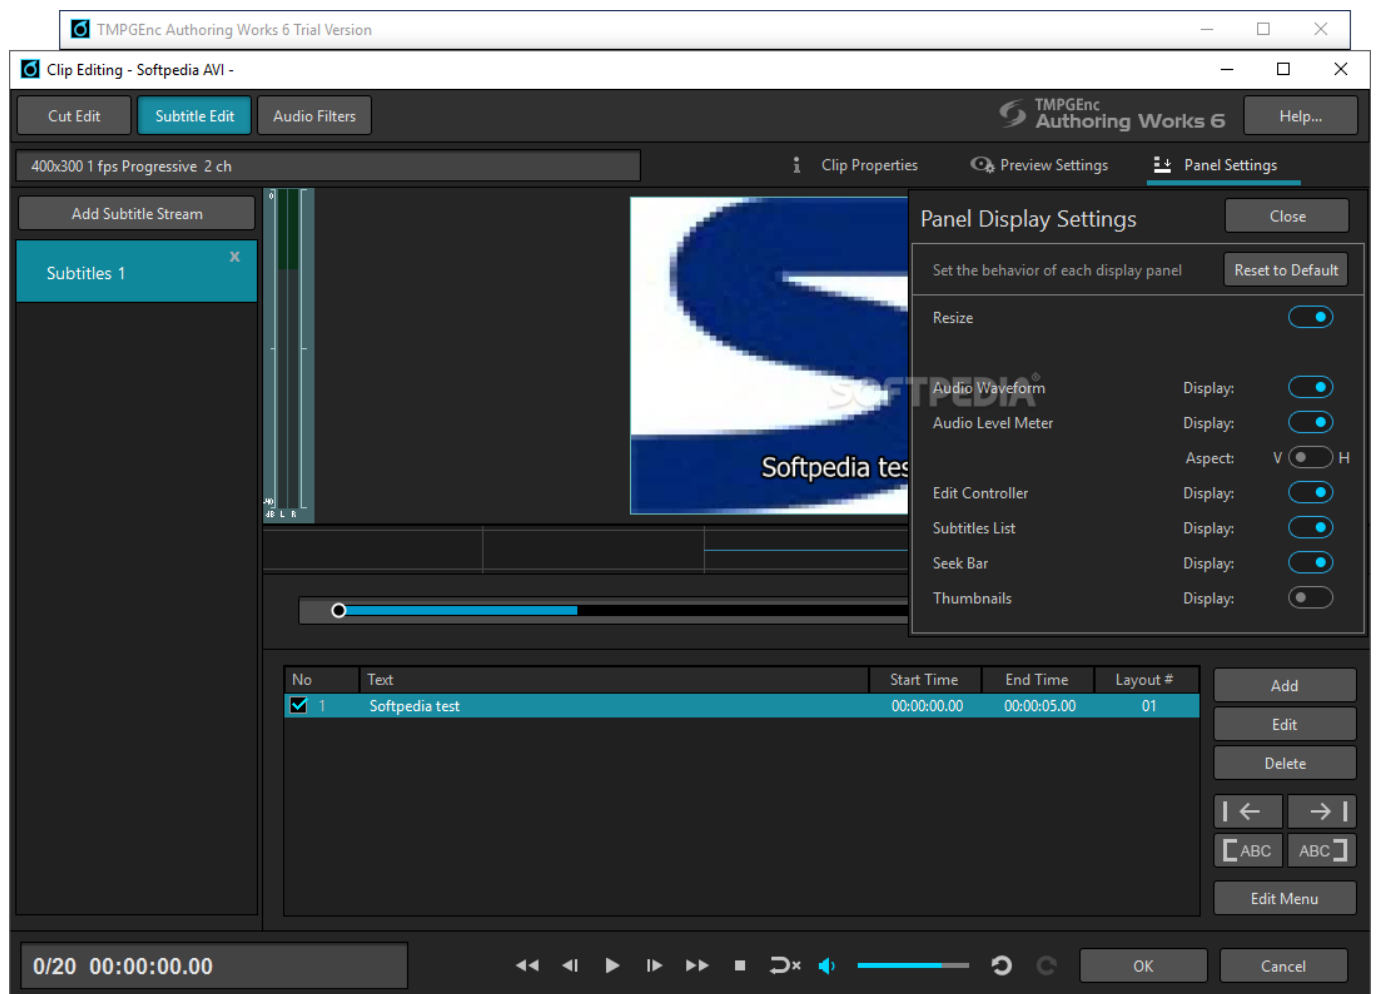 TMPGEnc Authoring Works 6 Trial Version
Clip Editing - Softpedia AVI -
Cut Edit
Subtitle Edit
Audio Filters
TMPGEnc
Authoring Works 6
Help...
400x300 1 fps Progressive 2 ch
Clip Properties
Preview Settings
Panel Settings
Add Subtitle Stream
Subtitles 1
X
0
-40
dB L R
SOFTPEDIA®
Softpedia tes
Panel Display Settings
Close
Set the behavior of each display panel
Reset to Default
Resize
Audio Waveform Display:
Audio Level Meter Display:
Aspect: V H
Edit Controller Display:
Subtitles List Display:
Seek Bar Display:
Thumbnails Display:
No Text Start Time End Time Layout #
1 Softpedia test 00:00:00.00 00:00:05.00 01
Add
Edit
Delete
ABC
ABC
Edit Menu
0/20 00:00:00.00
OK
Cancel